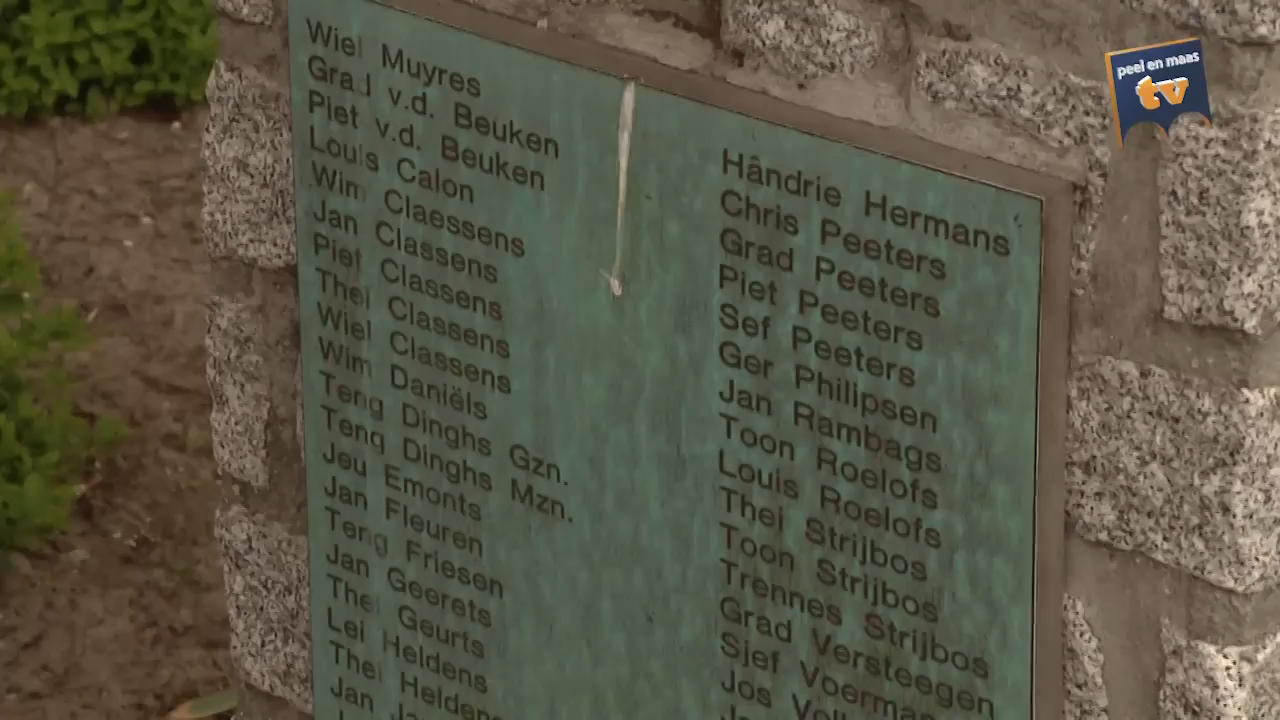 Wiel Muyres
Grad v.d. Beuken
Piet v.d. Beuken
Louis Calon
Wim Claessens
Jan Classens
Piet Classens
Thei Classens
Wiel Classens
Wim Daniëls
Teng Dinghs Gzn.
Teng Dinghs Mzn.
Jeu Emonts
Jan Fleuren
Teng Friesen
Jan Geerets
Thei Geurts
Lei Heldens
Thei Heldens
Jan
Hândrie Hermans
Chris Peeters
Grad Peeters
Piet Peeters
Sef Peeters
Ger Philipsen
Jan Rambags
Toon Roelofs
Louis Roelofs
Thei Strijbos
Toon Strijbos
Trennes Strijbos
Grad Versteegen
Sjef Voerma
Jos
peel en maas
tv